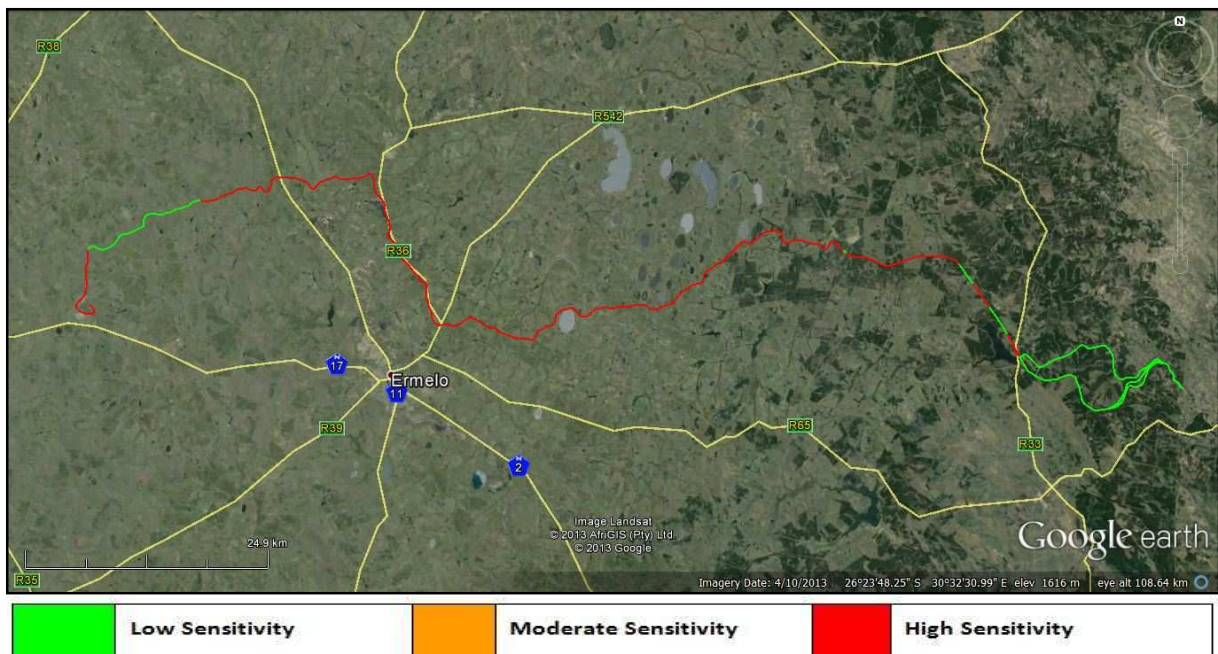 N
R38
R542
R36
17
Ermelo
11
R39
R65
R33
2
Image Landsat
© 2013 AfriGIS (Pty) Ltd
© 2013 Google
24.9 km
R35
Google earth
Imagery Date: 4/10/2013 26°23'48.25" S 30°32'30.99" E elev 1616 m eye alt 108.64 km
Low Sensitivity
Moderate Sensitivity
High Sensitivity